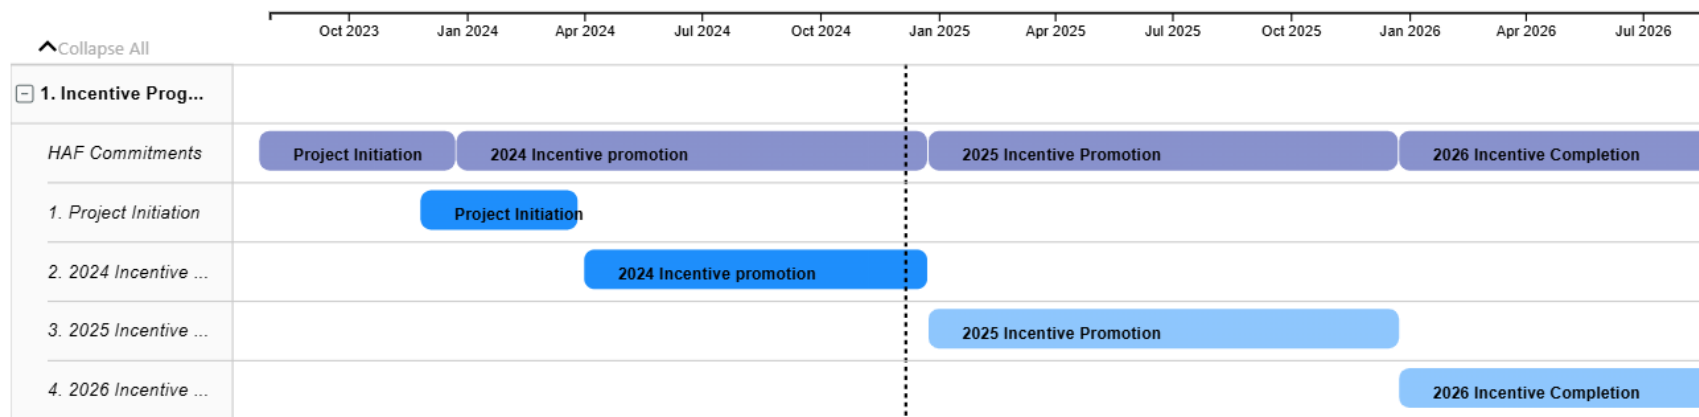 Oct 2023 Jan 2024 Apr 2024 Jul 2024 Oct 2024 Jan 2025 Apr 2025 Jul 2025 Oct 2025 Jan 2026 Apr 2026 Jul 2026
Collapse All
1. Incentive Prog...
HAF Commitments Project Initiation 2024 Incentive promotion 2025 Incentive Promotion 2026 Incentive Completion
1. Project Initiation Project Initiation
2. 2024 Incentive ... 2024 Incentive promotion
3. 2025 Incentive ... 2025 Incentive Promotion
4. 2026 Incentive ... 2026 Incentive Completion